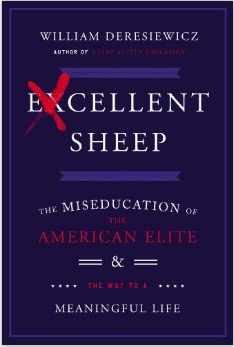 WILLIAM DERESIEWICZ
AUTHOR OF A JANE AUSTEN EDUCATION
EXCELLENT
SHEEP
THE MISEDUCATION OF
THE
AMERICAN ELITE
&
THE WAY TO A
MEANINGFUL LIFE